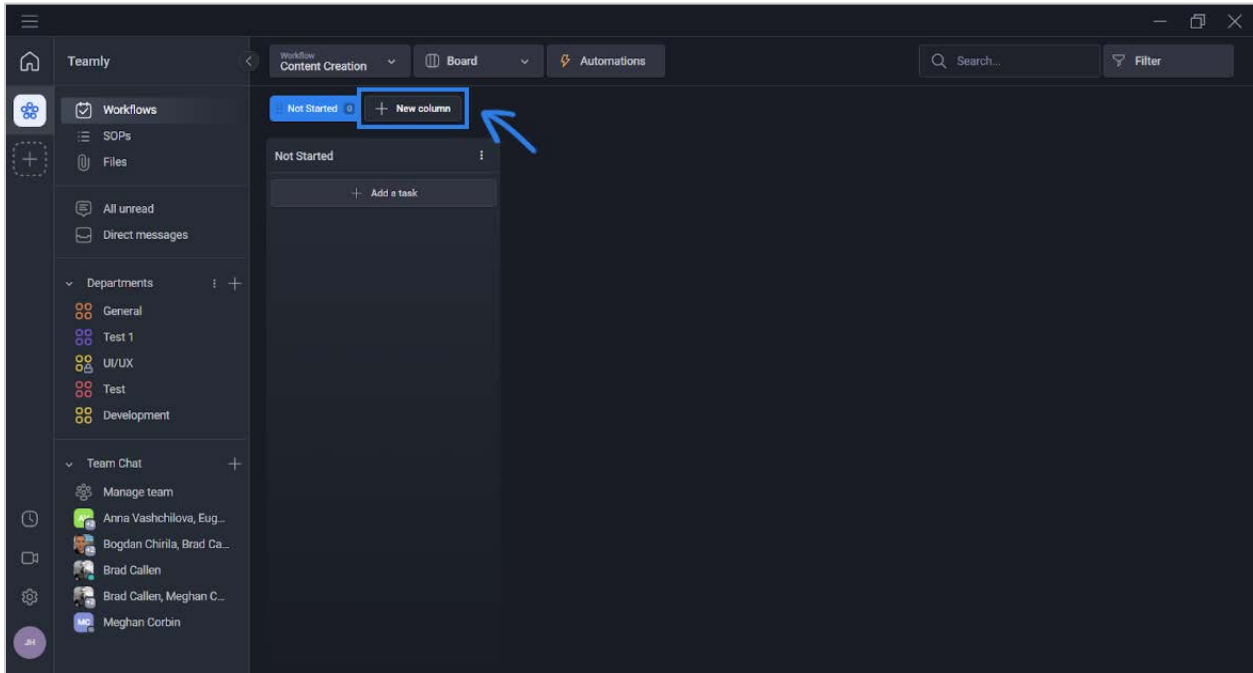 Teamly
Workflow
Content Creation
Board
Automations
Search...
Filter
Workflows
SOPs
Files
All unread
Direct messages
Departments
General
Test 1
UI/UX
Test
Development
Team Chat
Manage team
Anna Vashchilova, Eug...
Bogdan Chirila, Brad Ca...
Brad Callen
Brad Callen, Meghan C...
MC
Meghan Corbin
JH
Not Started 0
New column
Not Started
Add a task